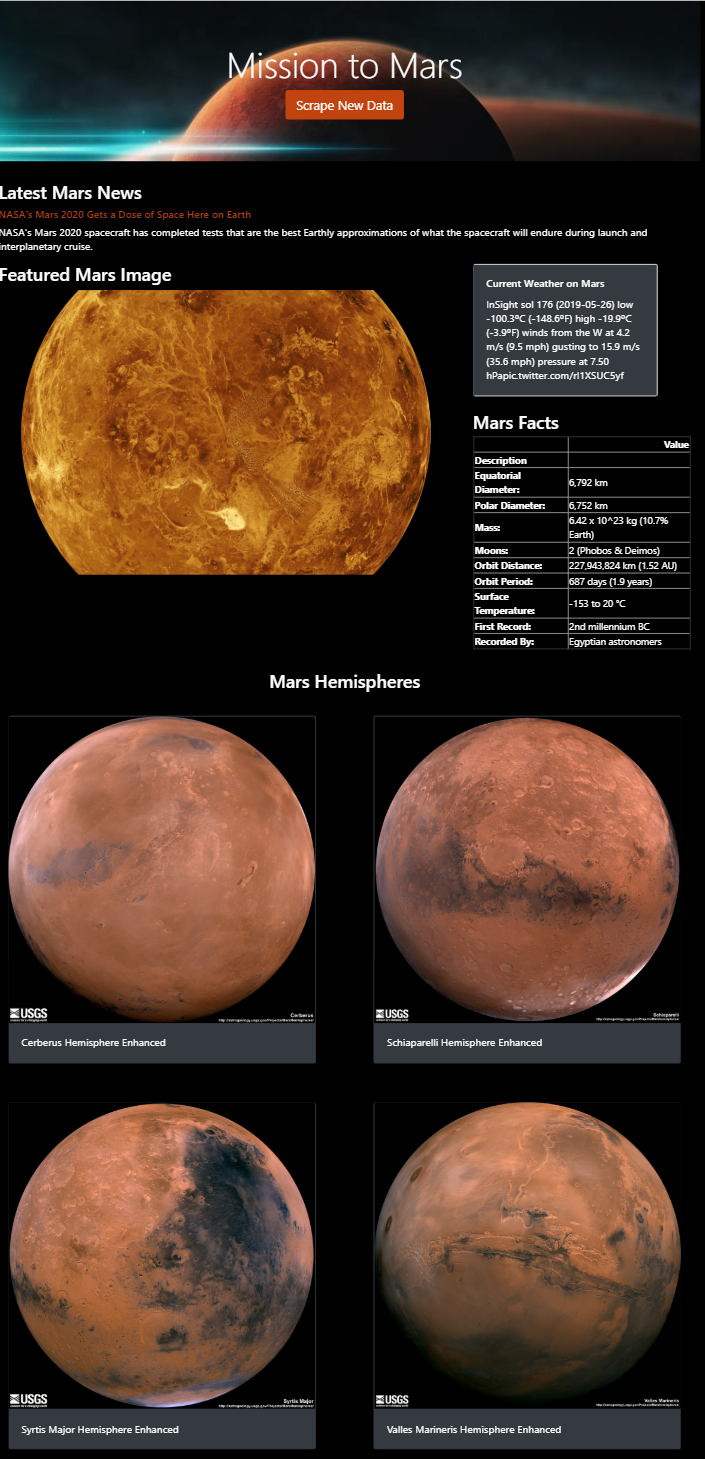 Mission to Mars
Scrape New Data
Latest Mars News
NASA's Mars 2020 Gets a Dose of Space Here on Earth
NASA's Mars 2020 spacecraft has completed tests that are the best Earthly approximations of what the spacecraft will endure during launch and
interplanetary cruise.
Featured Mars Image
Current Weather on Mars
InSight sol 176 (2019-05-26) low
-100.3ºC (-148.6ºF) high -19.9ºC
(-3.9ºF) winds from the W at 4.2
m/s (9.5 mph) gusting to 15.9 m/s
(35.6 mph) pressure at 7.50
hPapic.twitter.com/rl1XSUC5yf
Mars Facts
Value
Description
Equatorial
Diameter:
6,792 km
Polar Diameter: 6,752 km
Mass:
6.42 x 10^23 kg (10.7%
Earth)
Moons: 2 (Phobos & Deimos)
Orbit Distance: 227,943,824 km (1.52 AU)
Orbit Period: 687 days (1.9 years)
Surface
Temperature:
-153 to 20 °C
First Record: 2nd millennium BC
Recorded By: Egyptian astronomers
Mars Hemispheres
USGS
Cerberus
Cerberus Hemisphere Enhanced
USGS
Schiaparelli
Schiaparelli Hemisphere Enhanced
USGS
Syrtis Major
Syrtis Major Hemisphere Enhanced
USGS
Valles Marineris
Valles Marineris Hemisphere Enhanced